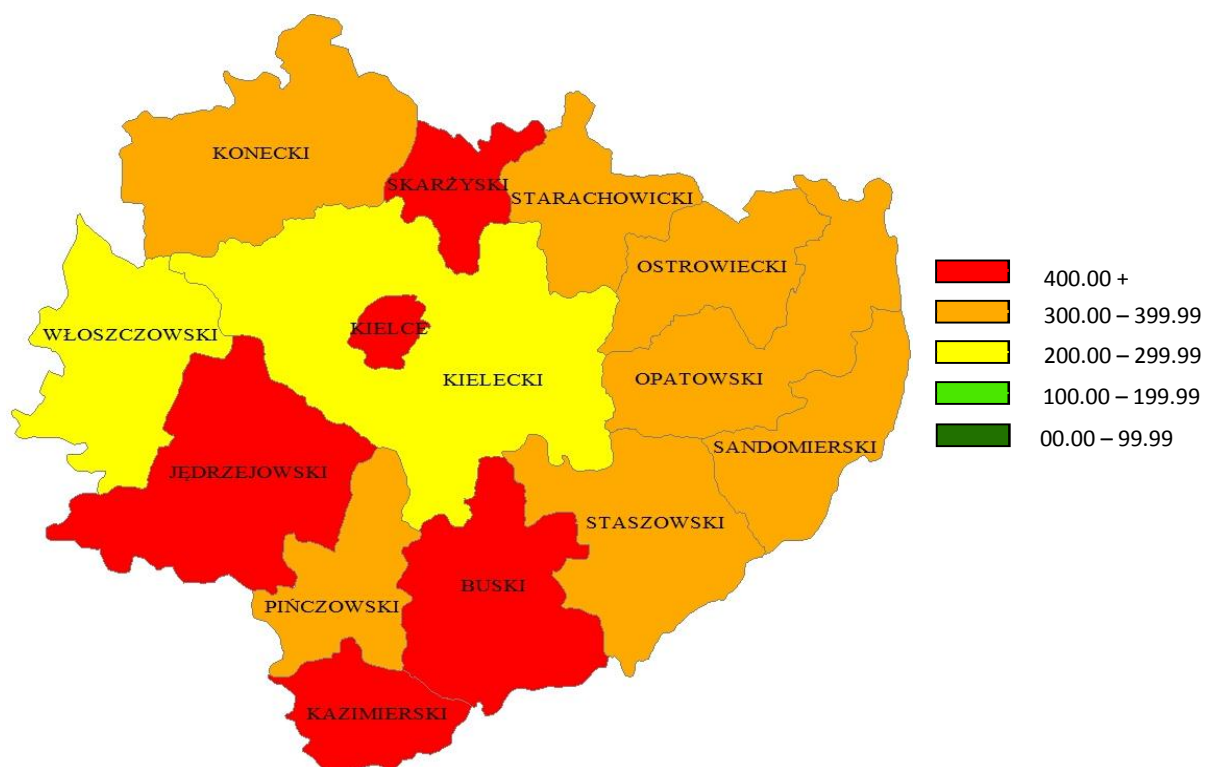 KONECKI
SKARŻYSKI
STARACHOWICKI
OSTROWIECKI
WŁOSZCZOWSKI
KIELCE
KIELECKI
OPATOWSKI
SANDOMIERSKI
JĘDRZEJOWSKI
STASZOWSKI
BUSKI
PIŃCZOWSKI
KAZIMIERSKI
400.00 +
300.00 – 399.99
200.00 – 299.99
100.00 – 199.99
00.00 – 99.99